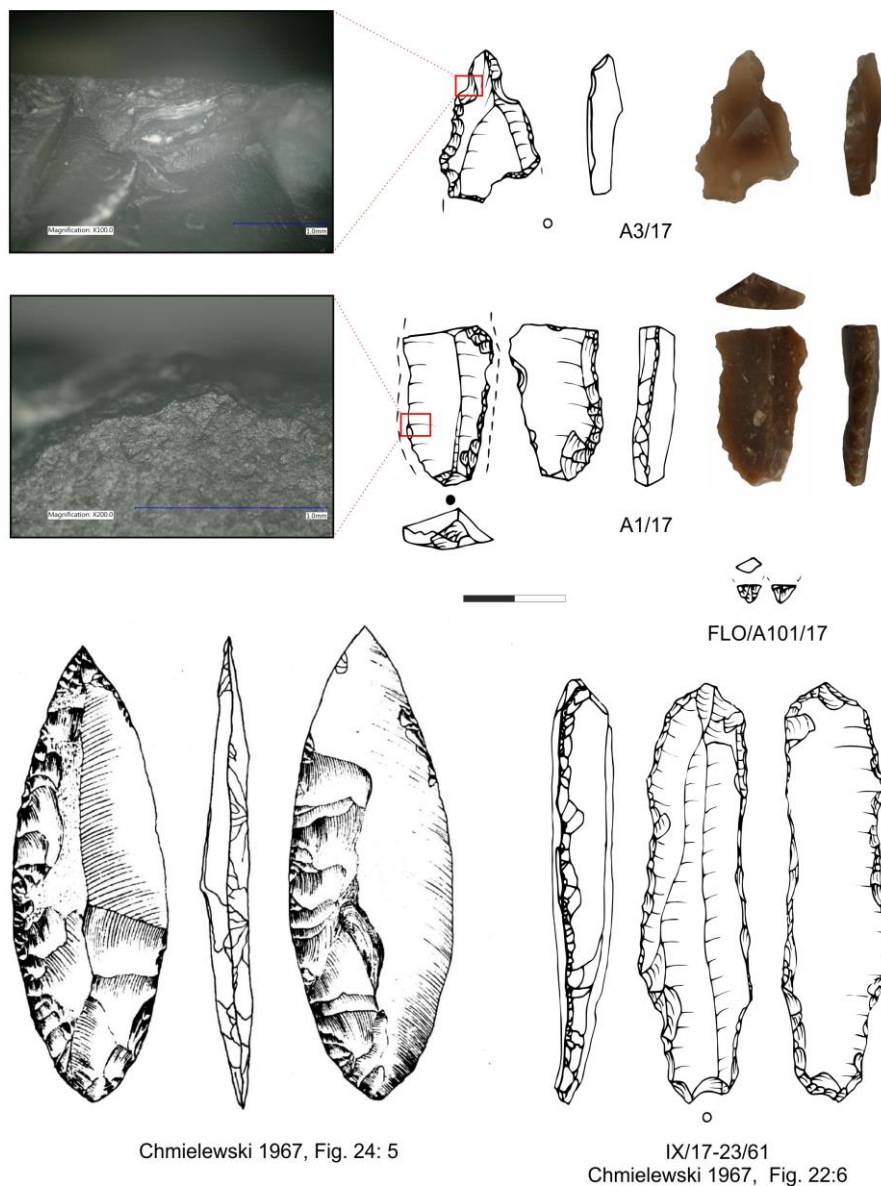 Magnification: X100.0
1.0mm
A3/17
Magnification: X200.0
1.0mm
A1/17
FLO/A101/17
Chmielewski 1967, Fig. 24: 5
IX/17-23/61
Chmielewski 1967, Fig. 22:6